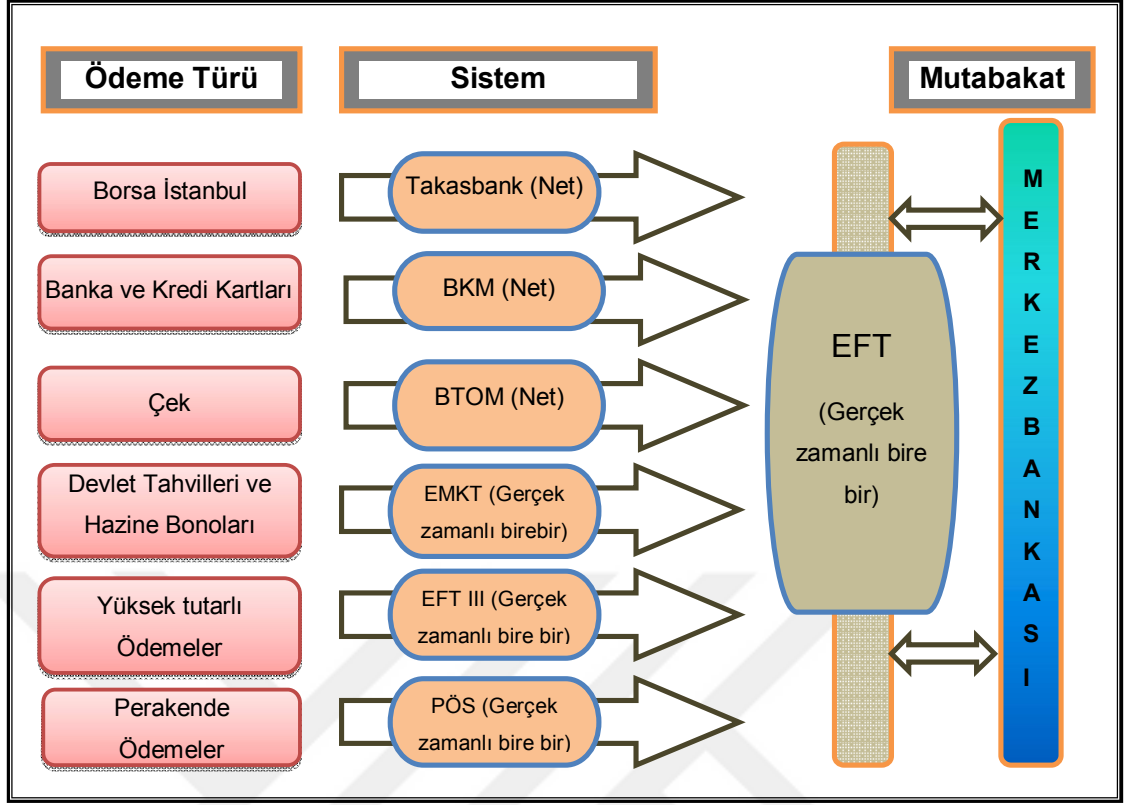 Ödeme Türü
Sistem
Mutabakat
Borsa İstanbul
Takasbank (Net)
Banka ve Kredi Kartları
BKM (Net)
Çek
BTOM (Net)
Devlet Tahvilleri ve
Hazine Bonoları
EMKT (Gerçek
zamanlı birebir)
Yüksek tutarlı
Ödemeler
EFT III (Gerçek
zamanlı bire bir)
Perakende
Ödemeler
PÖS (Gerçek
zamanlı bire bir)
EFT
(Gerçek
zamanlı bire
bir)
M
E
R
K
E
Z
B
A
N
K
A
S
I